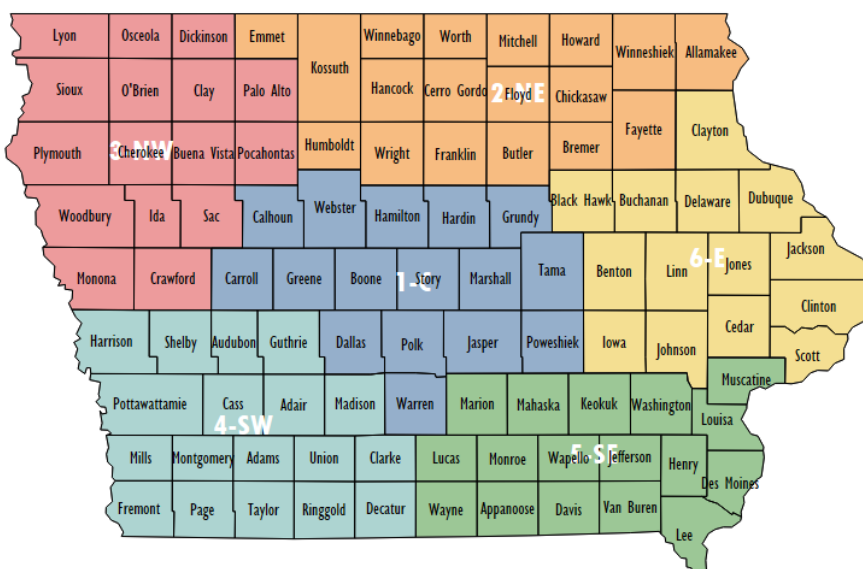 Lyon Osceola Dickinson Emmet Winnebago Worth Mitchell Howard Winneshiek Allamakee
Kossuth
Sioux O'Brien Clay Palo Alto Hancock Cerro Gordo 2-NE Floyd Chickasaw
Clayton
Fayette
Plymouth 3-NW Cherokee Buena Vista Pocahontas Humboldt Wright Franklin Butler Bremer
Black Hawk Buchanan Delaware Dubuque
Woodbury Ida Sac Calhoun Webster Hamilton Hardin Grundy
Jackson
Monona Crawford Carroll Greene Boone 1-C Story Marshall Tama Benton Linn 6-E Jones
Clinton
Harrison Shelby Audubon Guthrie Dallas Polk Jasper Poweshiek Iowa Johnson Cedar
Scott
Muscatine
Pottawattamie Cass Adair Madison Warren Marion Mahaska Keokuk Washington
Louisa
4-SW
Mills Montgomery Adams Union Clarke Lucas Monroe Wapello 5-SE Jefferson Henry
Des Moines
Fremont Page Taylor Ringgold Decatur Wayne Appanoose Davis Van Buren
Lee